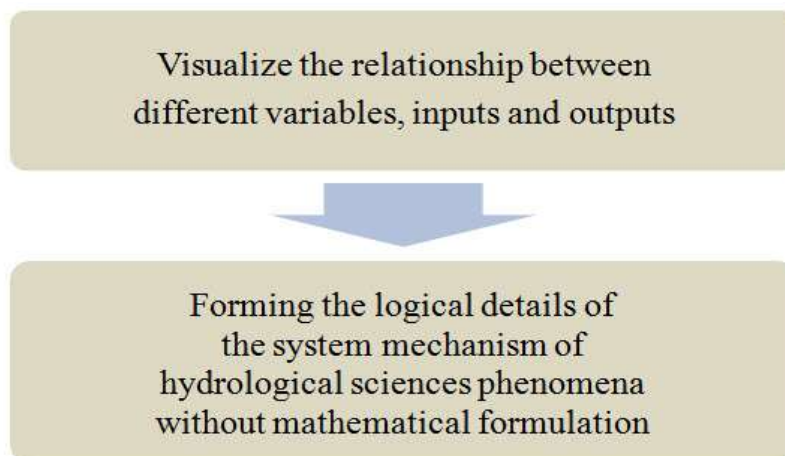 Visualize the relationship between
different variables, inputs and outputs
Forming the logical details of
the system mechanism of
hydrological sciences phenomena
without mathematical formulation